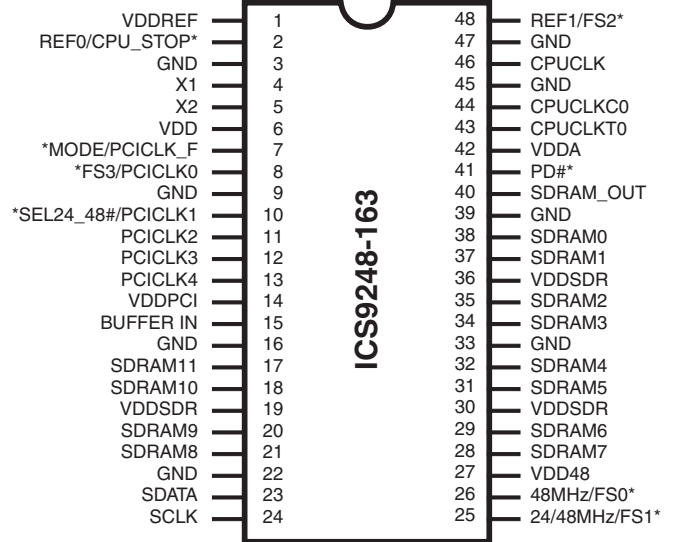 VDDREF 1 48 REF1/FS2*
REF0/CPU_STOP* 2 47 GND
GND 3 46 CPUCLK
X1 4 45 GND
X2 5 44 CPUCLKC0
VDD 6 43 CPUCLKT0
*MODE/PCICLK_F 7 42 VDDA
*FS3/PCICLK0 8 41 PD#*
GND 9 40 SDRAM_OUT
*SEL24_48#/PCICLK1 10 39 GND
PCICLK2 11 38 SDRAM0
PCICLK3 12 37 SDRAM1
PCICLK4 13 36 VDDSDR
VDDPCI 14 35 SDRAM2
BUFFER IN 15 34 SDRAM3
GND 16 33 GND
SDRAM11 17 32 SDRAM4
SDRAM10 18 31 SDRAM5
VDDSDR 19 30 VDDSDR
SDRAM9 20 29 SDRAM6
SDRAM8 21 28 SDRAM7
GND 22 27 VDD48
SDATA 23 26 48MHz/FS0*
SCLK 24 25 24/48MHz/FS1*
ICS9248-163